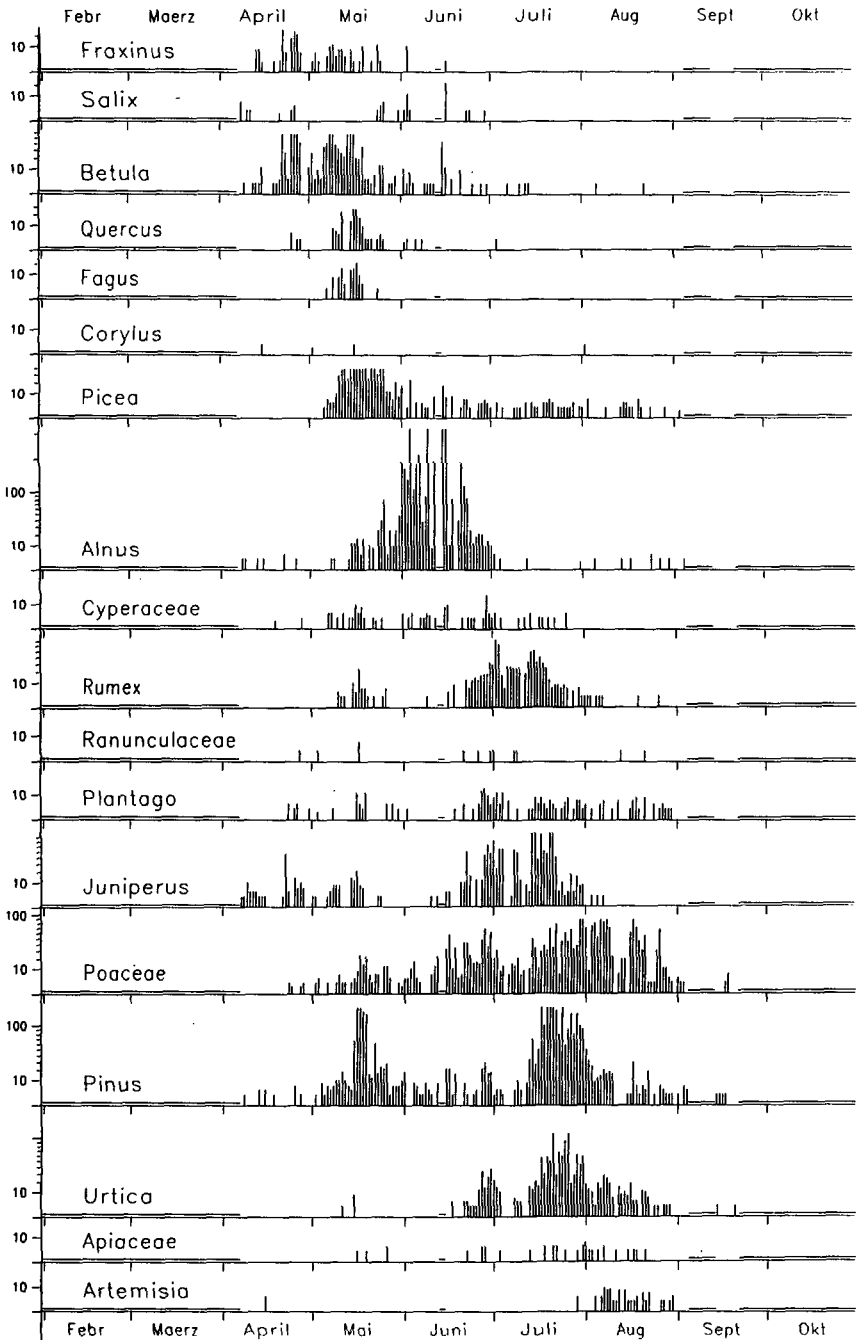 Febr Maerz April Mai Juni Juli Aug Sept Okt
10 Fraxinus
10 Salix
10 Betula
10 Quercus
10 Fagus
10 Corylus
10 Picea
100
10 Alnus
10 Cyperaceae
10 Rumex
10 Ranunculaceae
10 Plantago
10 Juniperus
100
10 Poaceae
100
10 Pinus
10 Urtica
10 Apiaceae
10 Artemisia
Febr Maerz April Mai Juni Juli Aug Sept Okt